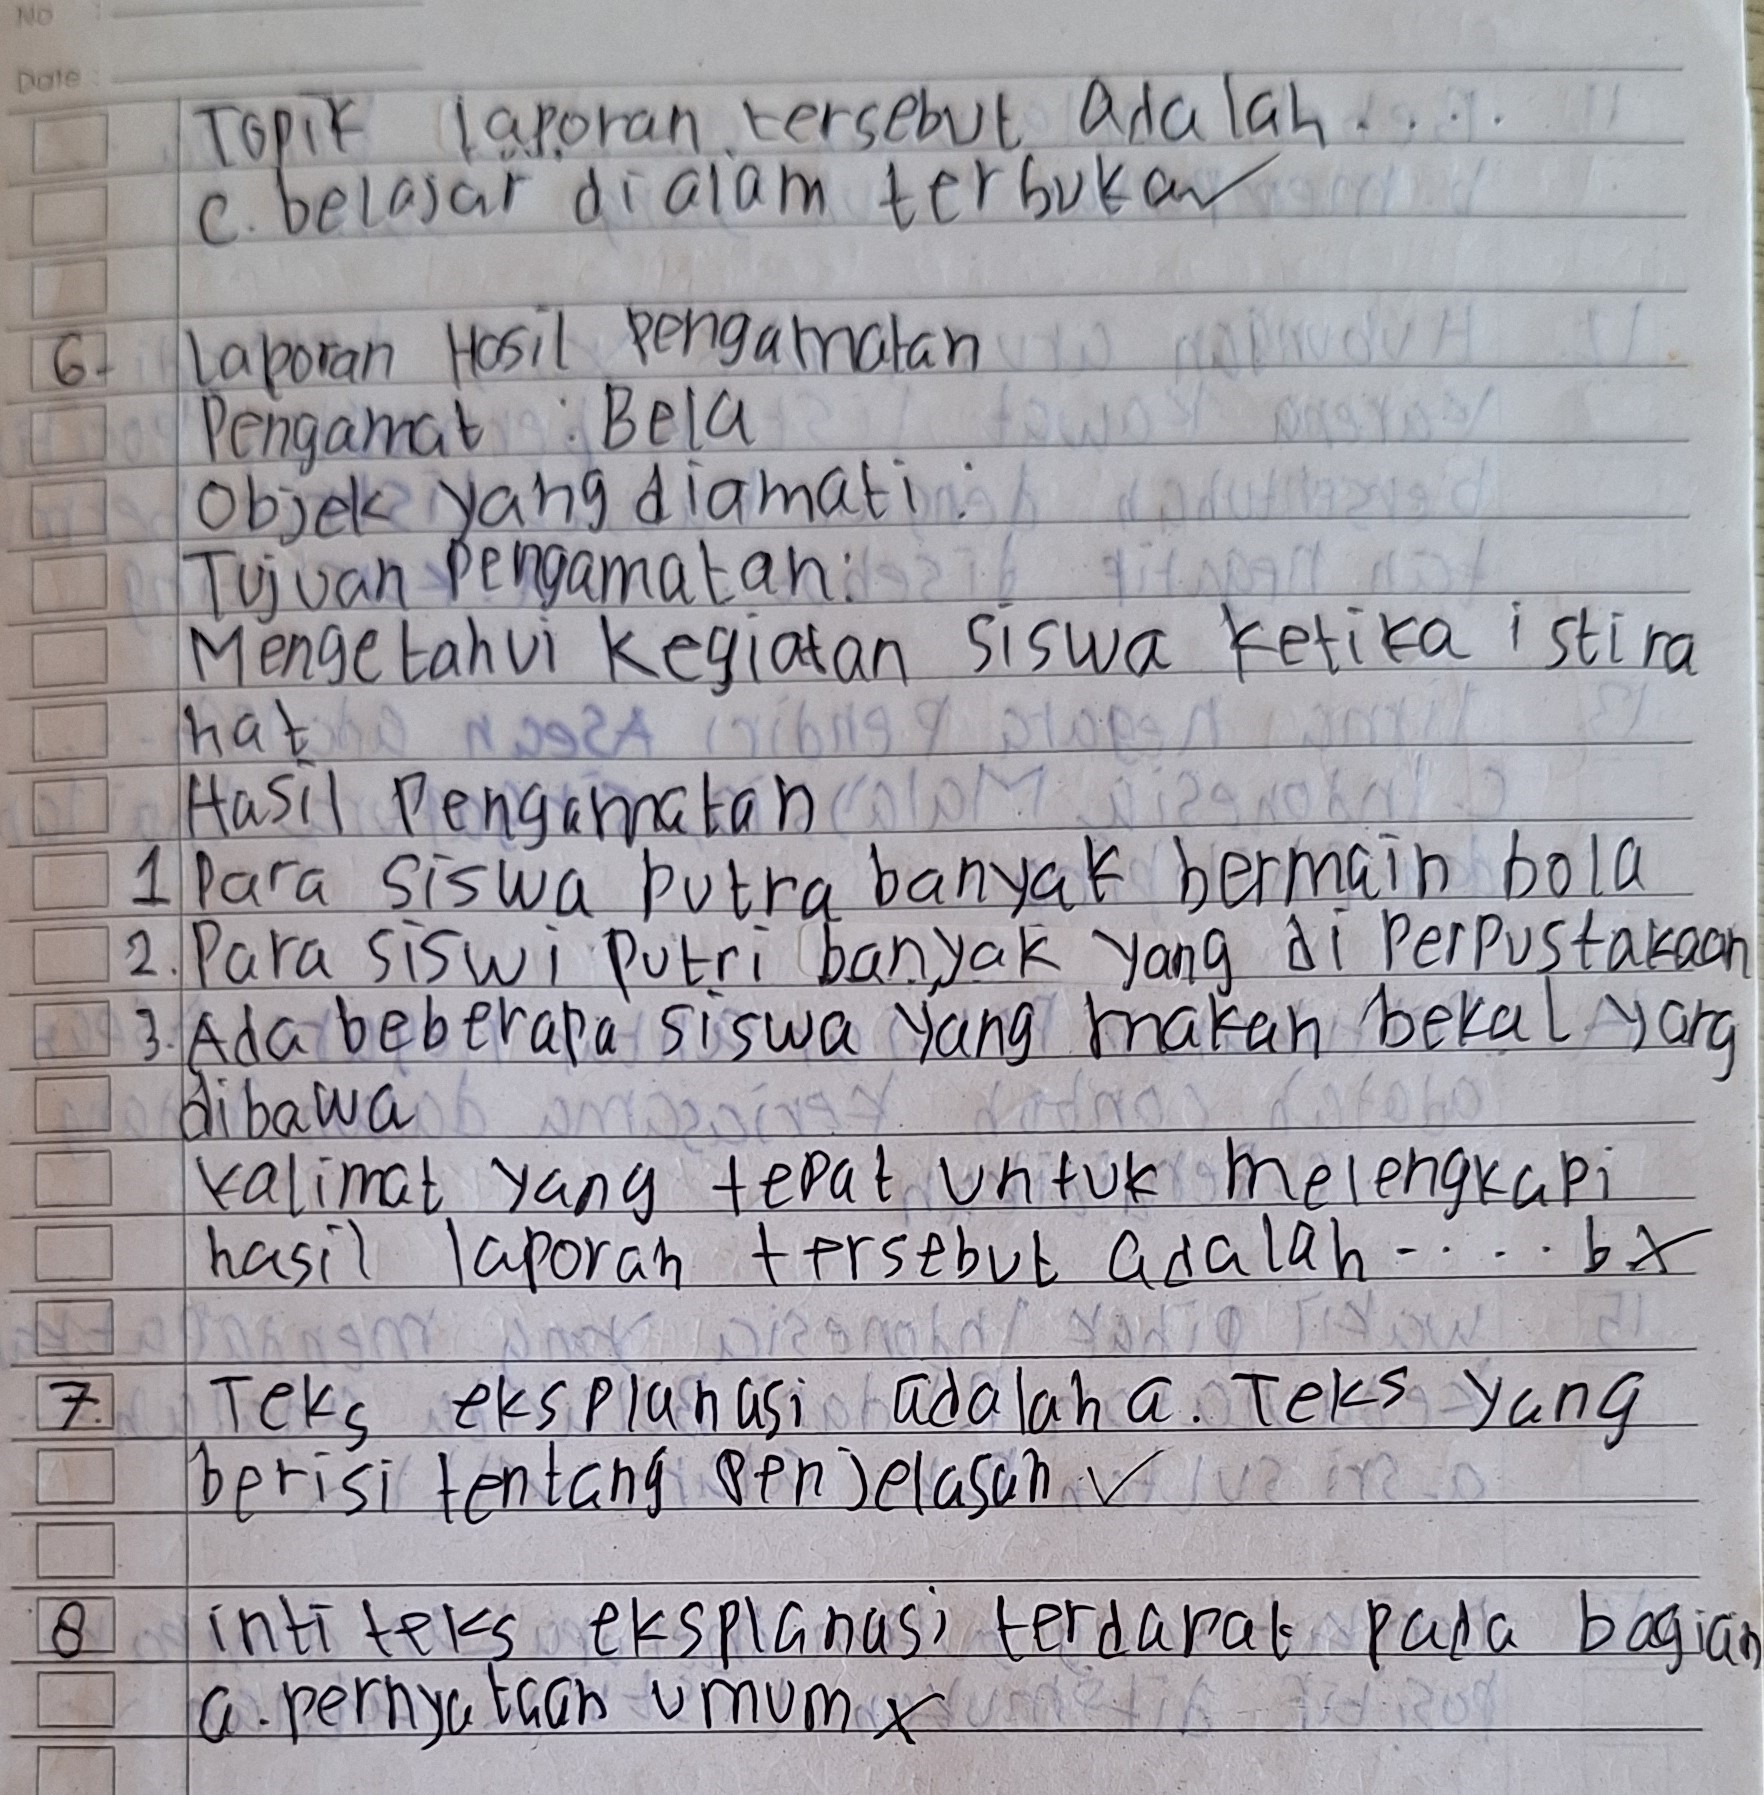 No :
Date :
Topik laporan tersebut adalah....
c. belajar dialam terbuka ✓
6. Laporan Hasil Pengamatan
Pengamat : Bela
Objek yang diamati :
Tujuan Pengamatan :
Mengetahui kegiatan siswa ketika istira
hat
Hasil Pengamatan
1 Para siswa putra banyak bermain bola
2. Para siswi putri banyak yang di Perpustakaan
3. Ada beberapa siswa yang makan bekal yang
dibawa
kalimat yang tepat untuk melengkapi
hasil laporan tersebut adalah ..... b X
7. Teks eksplanasi adalah a. Teks yang
berisi tentang penjelasan ✓
8 inti teks eksplanasi terdapat pada bagian
a. pernyataan umum X